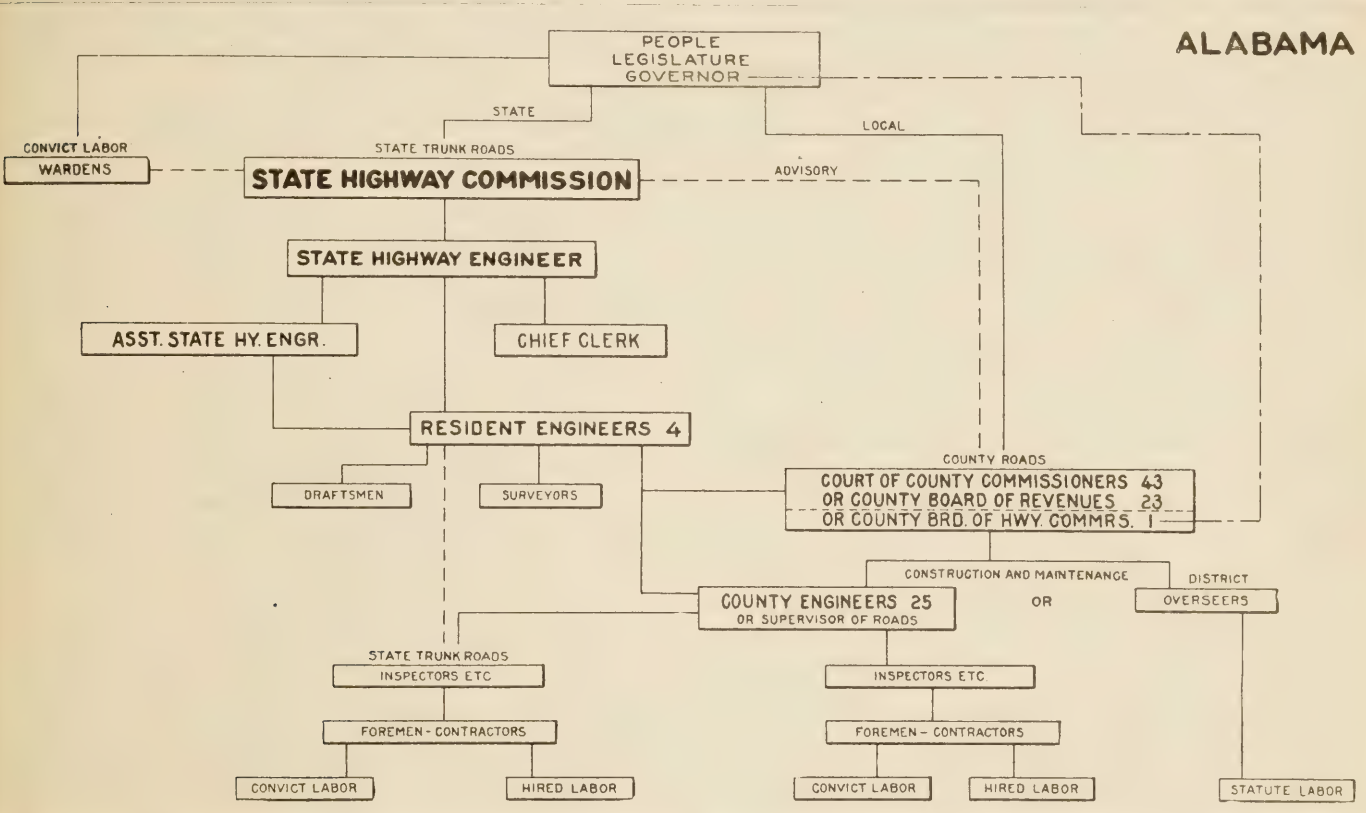 ALABAMA
PEOPLE
LEGISLATURE
GOVERNOR
STATE
LOCAL
CONVICT LABOR
WARDENS
STATE TRUNK ROADS
STATE HIGHWAY COMMISSION
ADVISORY
STATE HIGHWAY ENGINEER
ASST. STATE HY. ENGR.
CHIEF CLERK
RESIDENT ENGINEERS 4
DRAFTSMEN
SURVEYORS
COUNTY ROADS
COURT OF COUNTY COMMISSIONERS 43
OR COUNTY BOARD OF REVENUES 23
OR COUNTY BRD. OF HWY. COMMRS. 1
CONSTRUCTION AND MAINTENANCE
OR
DISTRICT
OVERSEERS
COUNTY ENGINEERS 25
OR SUPERVISOR OF ROADS
STATE TRUNK ROADS
INSPECTORS ETC
INSPECTORS ETC.
FOREMEN - CONTRACTORS
FOREMEN - CONTRACTORS
CONVICT LABOR
HIRED LABOR
CONVICT LABOR
HIRED LABOR
STATUTE LABOR